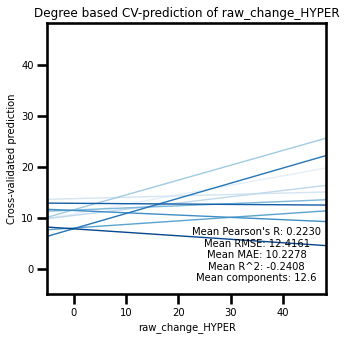 Degree based CV-prediction of raw_change_HYPER
Cross-validated prediction
40
30
20
10
0
Mean Pearson's R: 0.2230
Mean RMSE: 12.4161
Mean MAE: 10.2278
Mean R^2: -0.2408
Mean components: 12.6
0 10 20 30 40
raw_change_HYPER